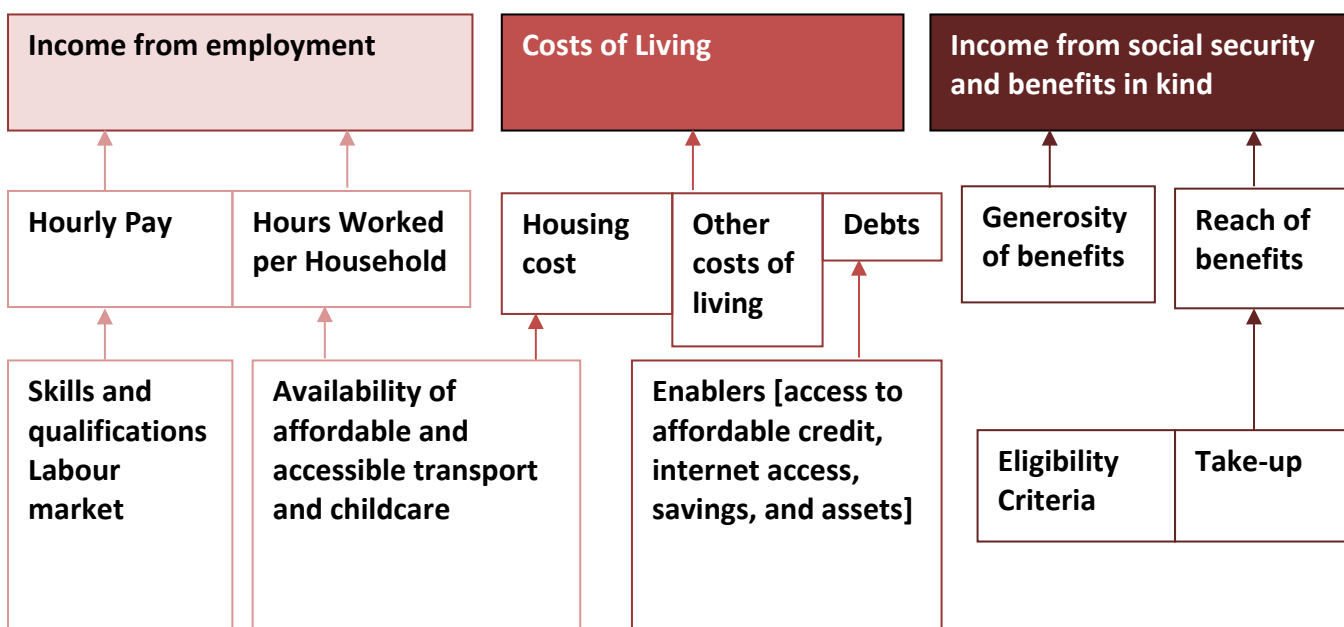 Income from employment
Costs of Living
Income from social security
and benefits in kind
Hourly Pay
Hours Worked
per Household
Housing
cost
Other
costs of
living
Debts
Generosity
of benefits
Reach of
benefits
Skills and
qualifications
Labour
market
Availability of
affordable and
accessible transport
and childcare
Enablers [access to
affordable credit,
internet access,
savings, and assets]
Eligibility
Criteria
Take-up